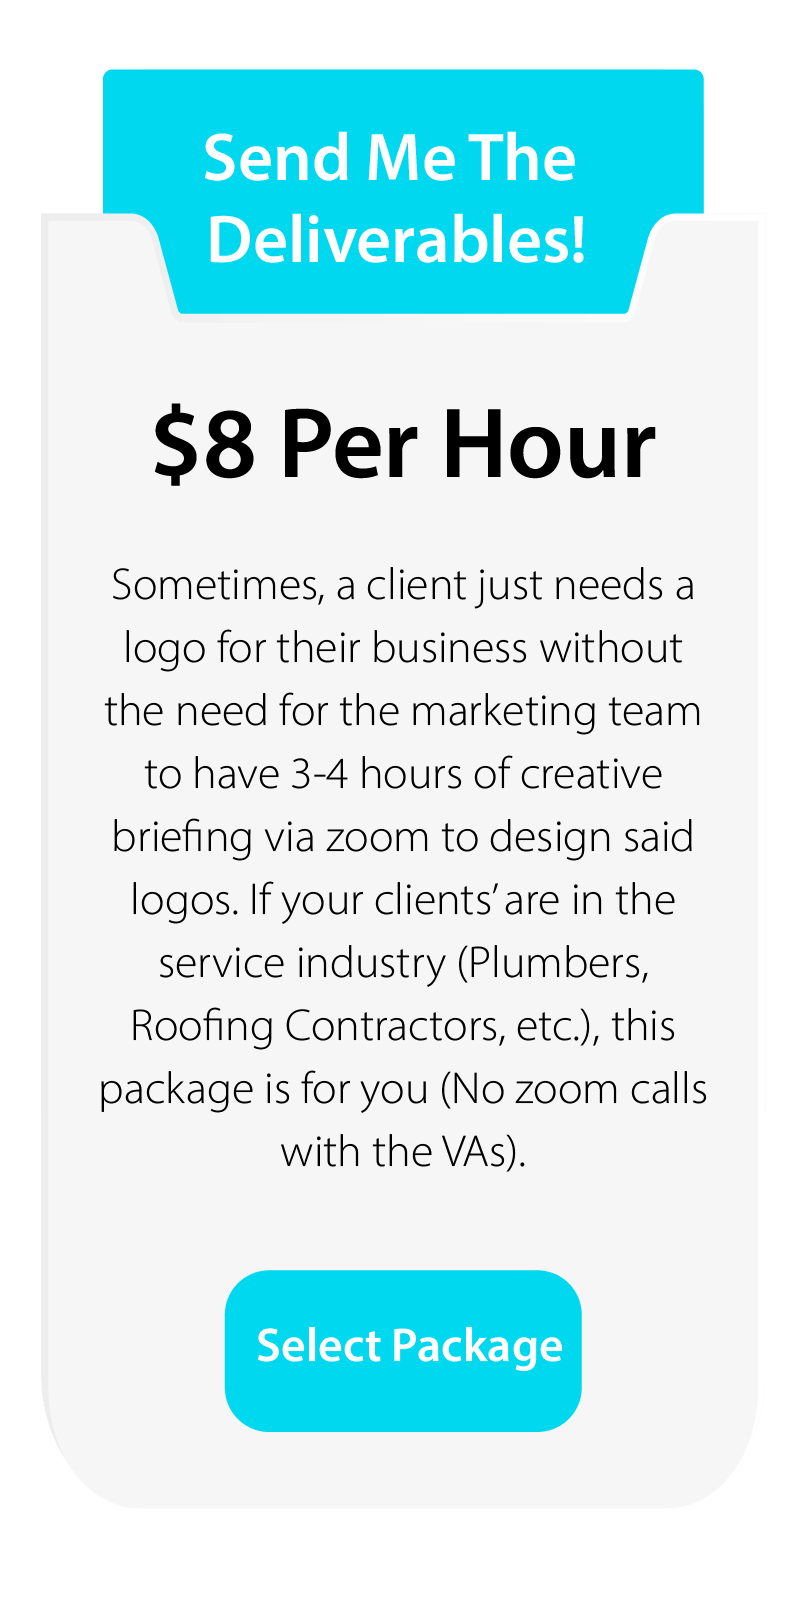 Send Me The
Deliverables!
$8 Per Hour
Sometimes, a client just needs a
logo for their business without
the need for the marketing team
to have 3-4 hours of creative
briefing via zoom to design said
logos. If your clients’ are in the
service industry (Plumbers,
Roofing Contractors, etc.), this
package is for you (No zoom calls
with the VAs).
Select Package